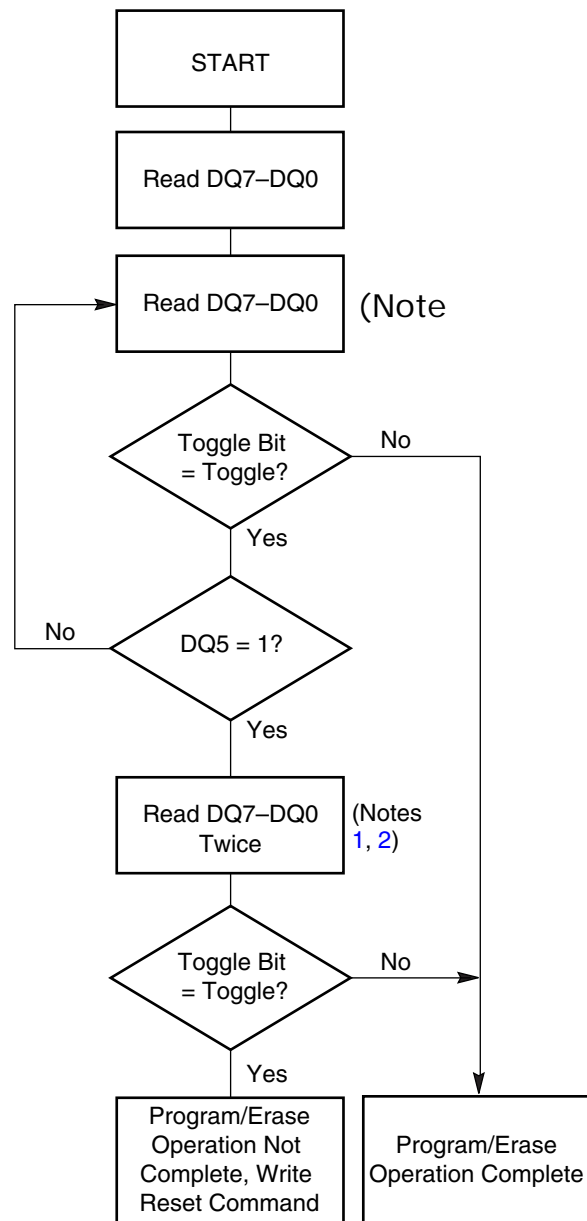 START
Read DQ7–DQ0
Read DQ7–DQ0
(Note
Toggle Bit
= Toggle?
No
Yes
No
DQ5 = 1?
Yes
Read DQ7–DQ0
Twice
(Notes
1, 2)
Toggle Bit
= Toggle?
No
Yes
Program/Erase
Operation Not
Complete, Write
Reset Command
Program/Erase
Operation Complete